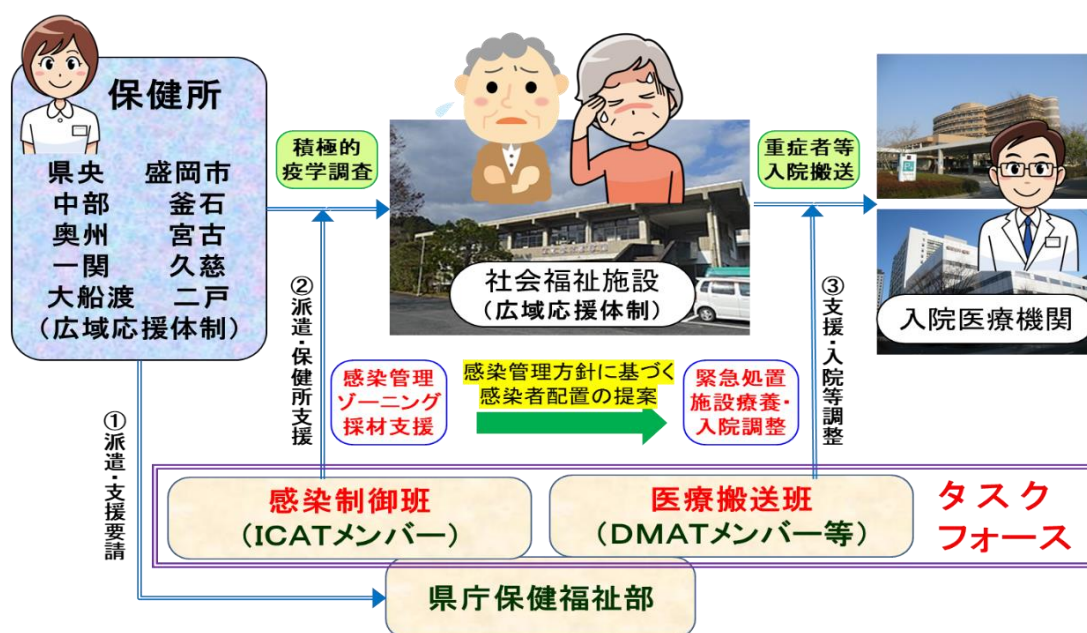 保健所
県央 盛岡市
中部 釜石
奥州 宮古
一関 久慈
大船渡 二戸
（広域応援体制）
積極的
疫学調査
社会福祉施設
（広域応援体制）
重症者等
入院搬送
入院医療機関
①派遣・支援要請
②派遣・保健所支援
感染管理
ゾーニング
採材支援
感染管理方針に基づく
感染者配置の提案
緊急処置
施設療養・
入院調整
③支援・入院等調整
感染制御班
（ICATメンバー）
医療搬送班
（DMATメンバー等）
タスク
フォース
県庁保健福祉部